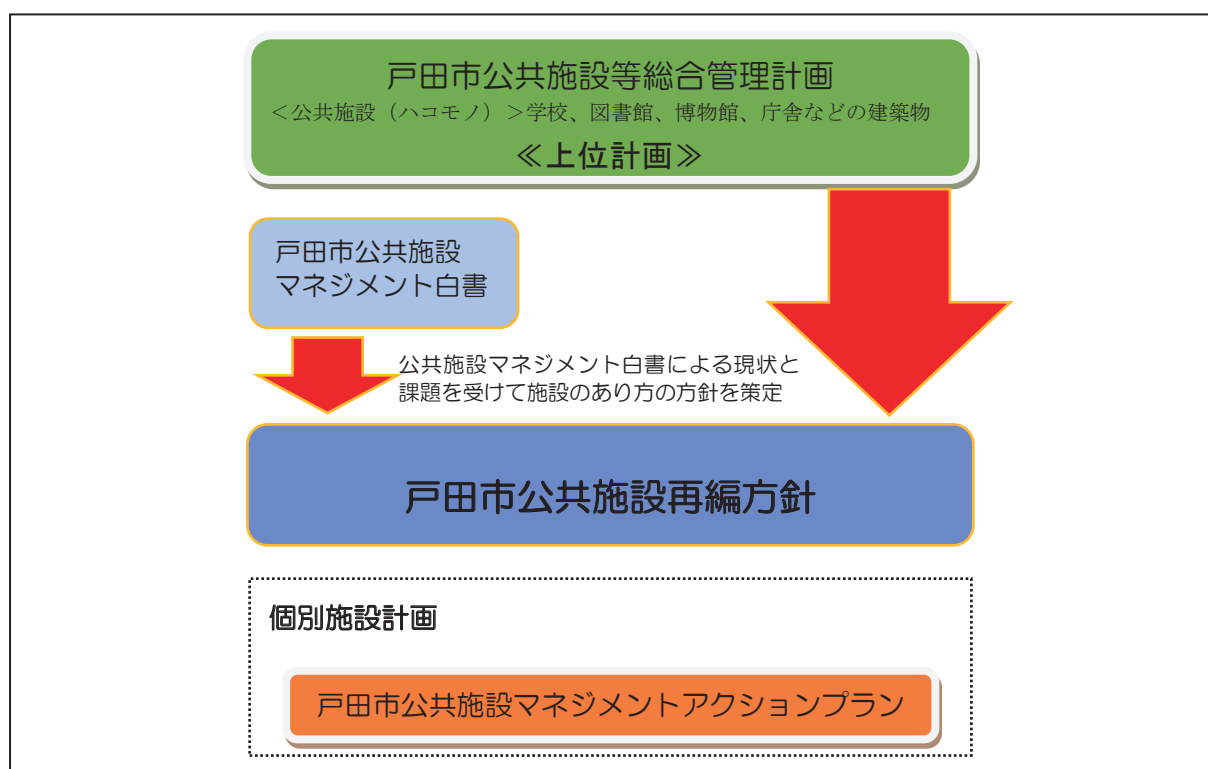 戸田市公共施設等総合管理計画
＜公共施設（ハコモノ）＞学校、図書館、博物館、庁舎などの建築物
≪上位計画≫
戸田市公共施設
マネジメント白書
公共施設マネジメント白書による現状と
課題を受けて施設のあり方の方針を策定
戸田市公共施設再編方針
個別施設計画
戸田市公共施設マネジメントアクションプラン